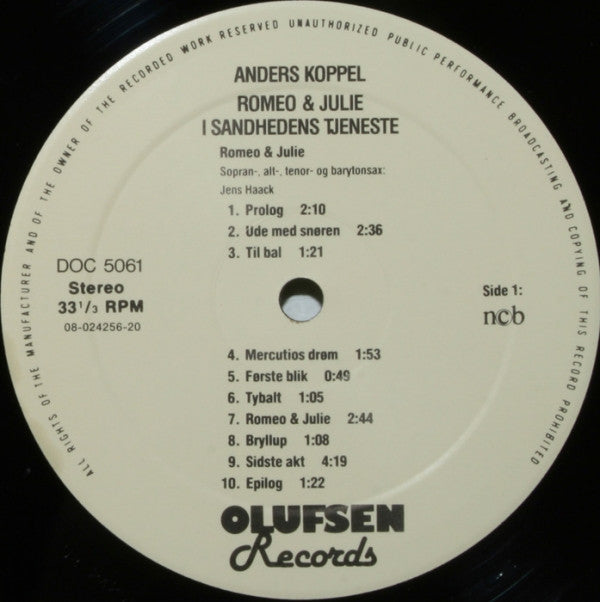 ALL RIGHTS OF THE MANUFACTURER AND OF THE OWNER OF THE RECORDED WORK RESERVED UNAUTHORIZED PUBLIC PERFORMANCE BROADCASTING AND COPYING OF THIS RECORD PROHIBITED
ANDERS KOPPEL
ROMEO & JULIE
I SANDHEDENS TJENESTE
Romeo & Julie
Sopran-, alt-, tenor- og barytonsax:
Jens Haack
1. Prolog 2:10
2. Ude med snøren 2:36
3. Til bal 1:21
DOC 5061
Stereo
33 1/3 RPM
08-024256-20
Side 1:
ncb
4. Mercutios drøm 1:53
5. Første blik 0:49
6. Tybalt 1:05
7. Romeo & Julie 2:44
8. Bryllup 1:08
9. Sidste akt 4:19
10. Epilog 1:22
OLUFSEN
Records